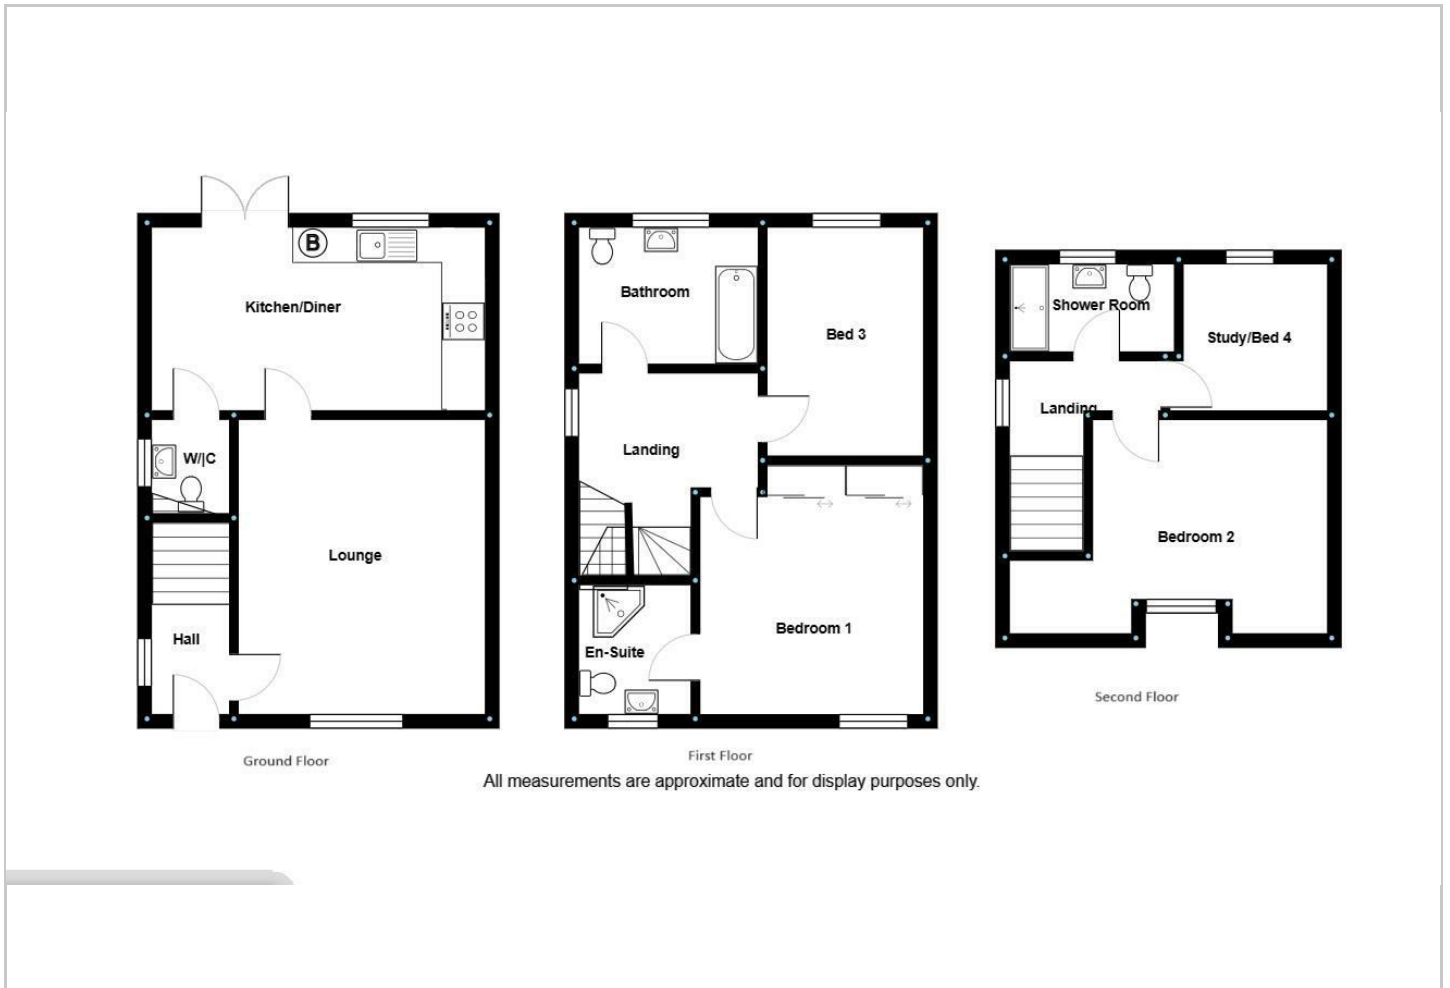 B
Kitchen/Diner
W/|C
Lounge
Hall
Ground Floor
Bathroom
Bed 3
Landing
Bedroom 1
En-Suite
First Floor
Shower Room
Study/Bed 4
Landing
Bedroom 2
Second Floor
All measurements are approximate and for display purposes only.